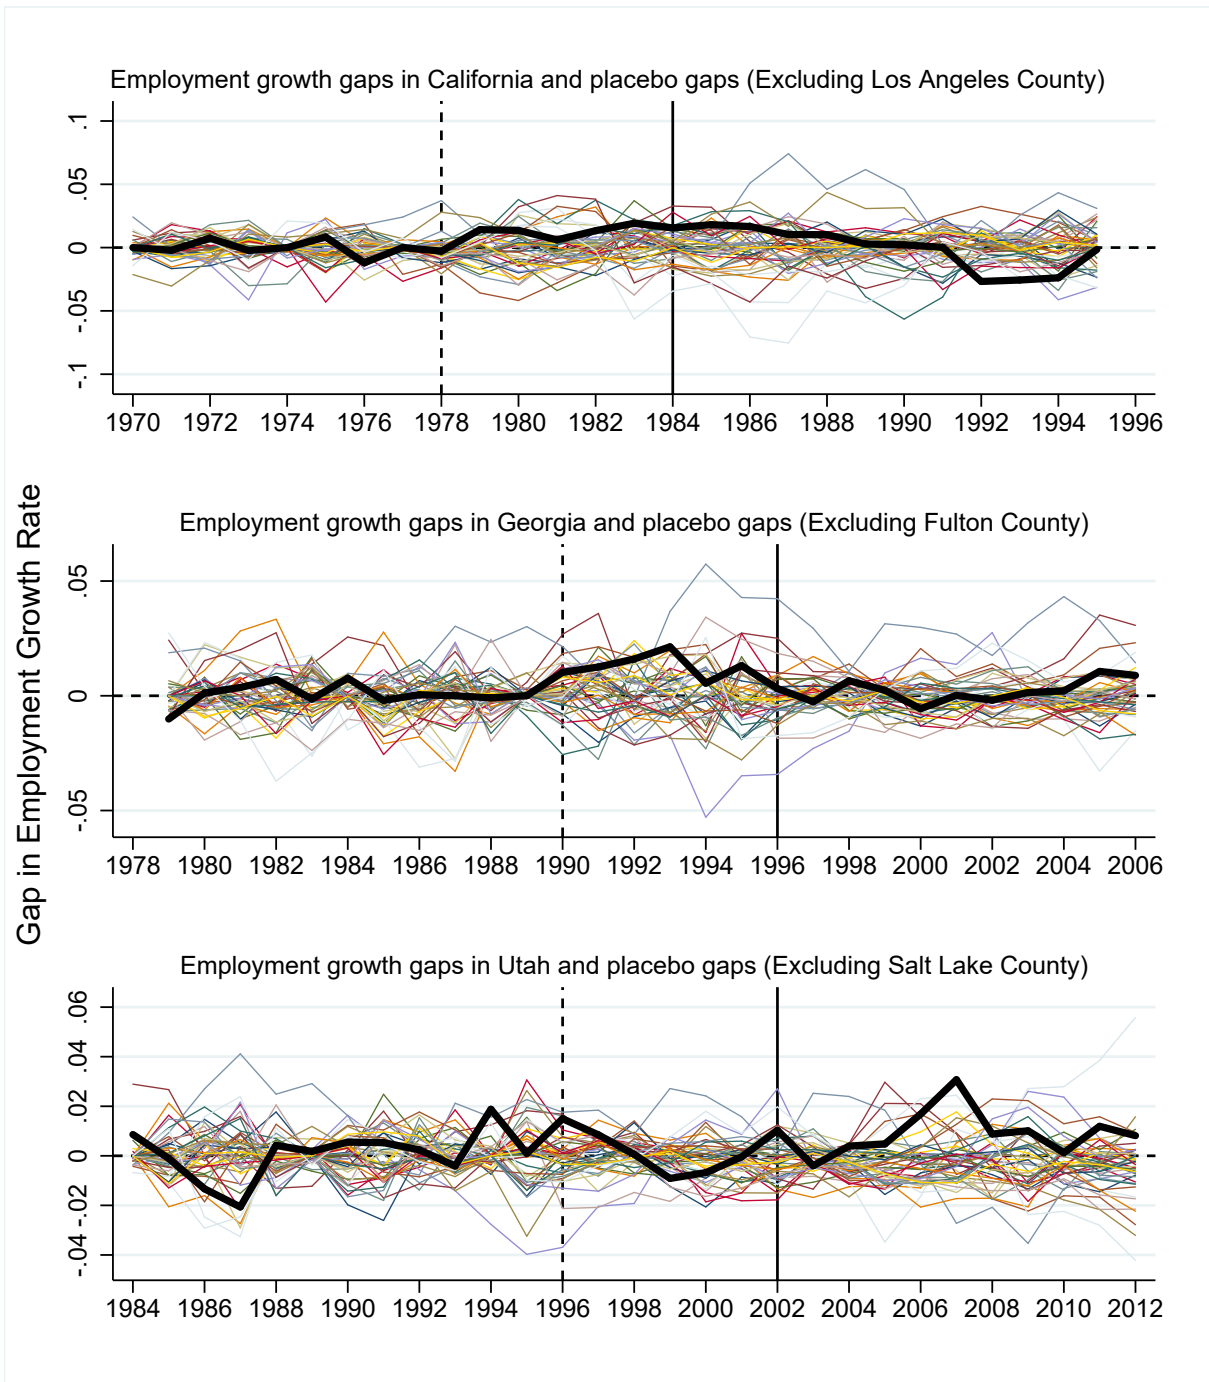 Employment growth gaps in California and placebo gaps (Excluding Los Angeles County)
.1
.05
0
-.05
-.1
1970 1972 1974 1976 1978 1980 1982 1984 1986 1988 1990 1992 1994 1996
Gap in Employment Growth Rate
Employment growth gaps in Georgia and placebo gaps (Excluding Fulton County)
.05
0
-.05
1978 1980 1982 1984 1986 1988 1990 1992 1994 1996 1998 2000 2002 2004 2006
Employment growth gaps in Utah and placebo gaps (Excluding Salt Lake County)
.06
.04
.02
0
-.02
-.04
1984 1986 1988 1990 1992 1994 1996 1998 2000 2002 2004 2006 2008 2010 2012